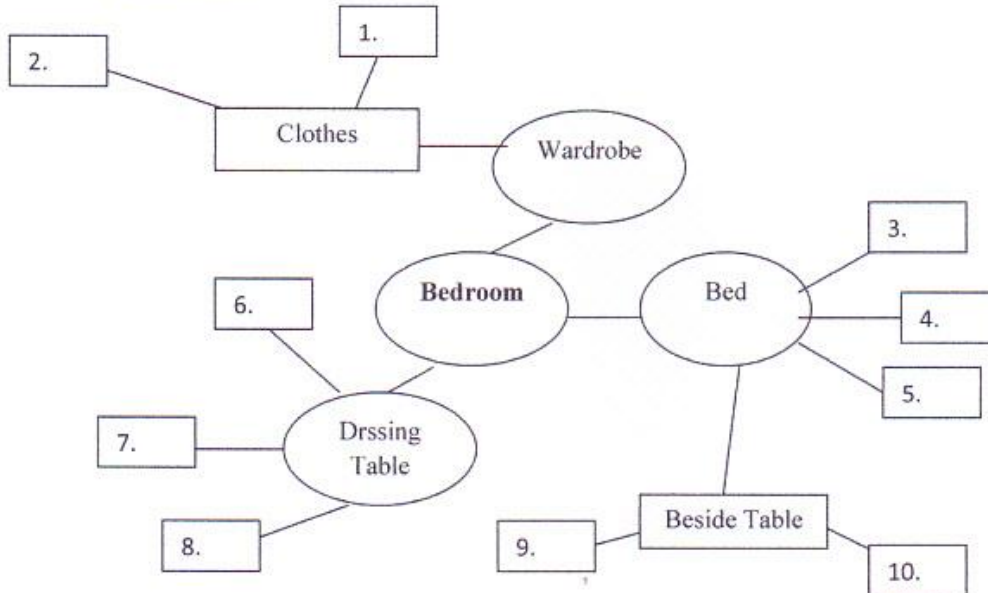 1.
2.
Clothes
Wardrobe
3.
Bedroom
Bed
6.
4.
5.
7.
Drssing
Table
Beside Table
8.
9.
10.